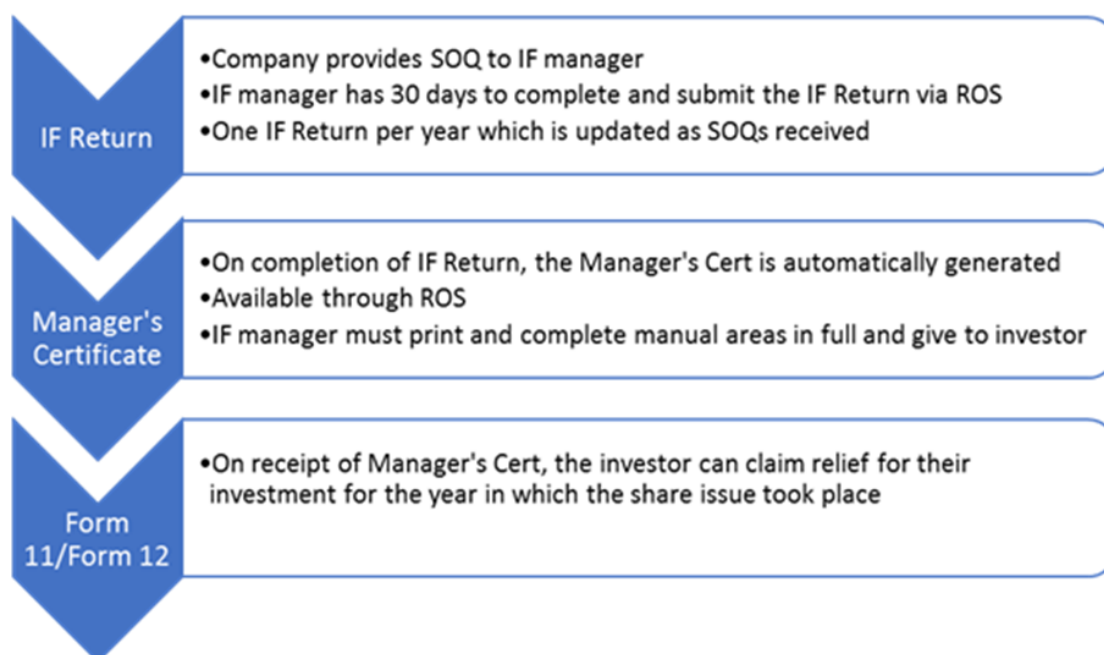 IF Return
•Company provides SOQ to IF manager
•IF manager has 30 days to complete and submit the IF Return via ROS
•One IF Return per year which is updated as SOQs received
Manager's
Certificate
•On completion of IF Return, the Manager's Cert is automatically generated
•Available through ROS
•IF manager must print and complete manual areas in full and give to investor
Form
11/Form 12
•On receipt of Manager's Cert, the investor can claim relief for their
investment for the year in which the share issue took place